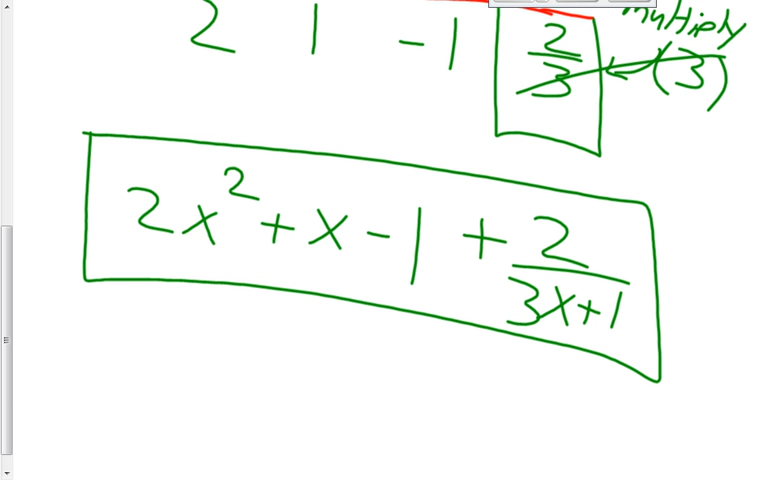 multiply
2 1 -1 2/3 ← (3)
2x² + x - 1 + 2/(3x+1)